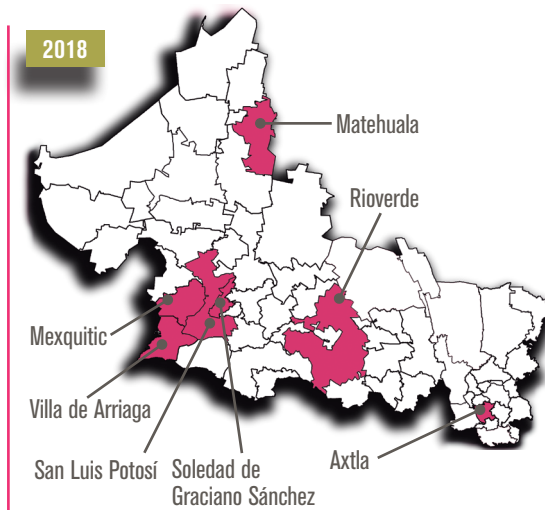 2018
Matehuala
Rioverde
Mexquitic
Villa de Arriaga
San Luis Potosí
Soledad de
Graciano Sánchez
Axtla